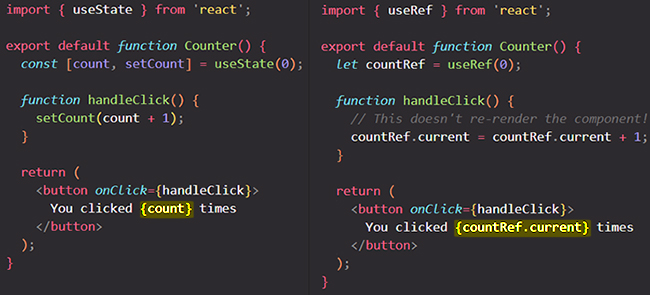 import { useState } from 'react';
export default function Counter() {
const [count, setCount] = useState(0);
function handleClick() {
setCount(count + 1);
}
return (
<button onClick={handleClick}>
You clicked {count} times
</button>
);
}
import { useRef } from 'react';
export default function Counter() {
let countRef = useRef(0);
function handleClick() {
// This doesn't re-render the component!
countRef.current = countRef.current + 1;
}
return (
<button onClick={handleClick}>
You clicked {countRef.current} times
</button>
);
}